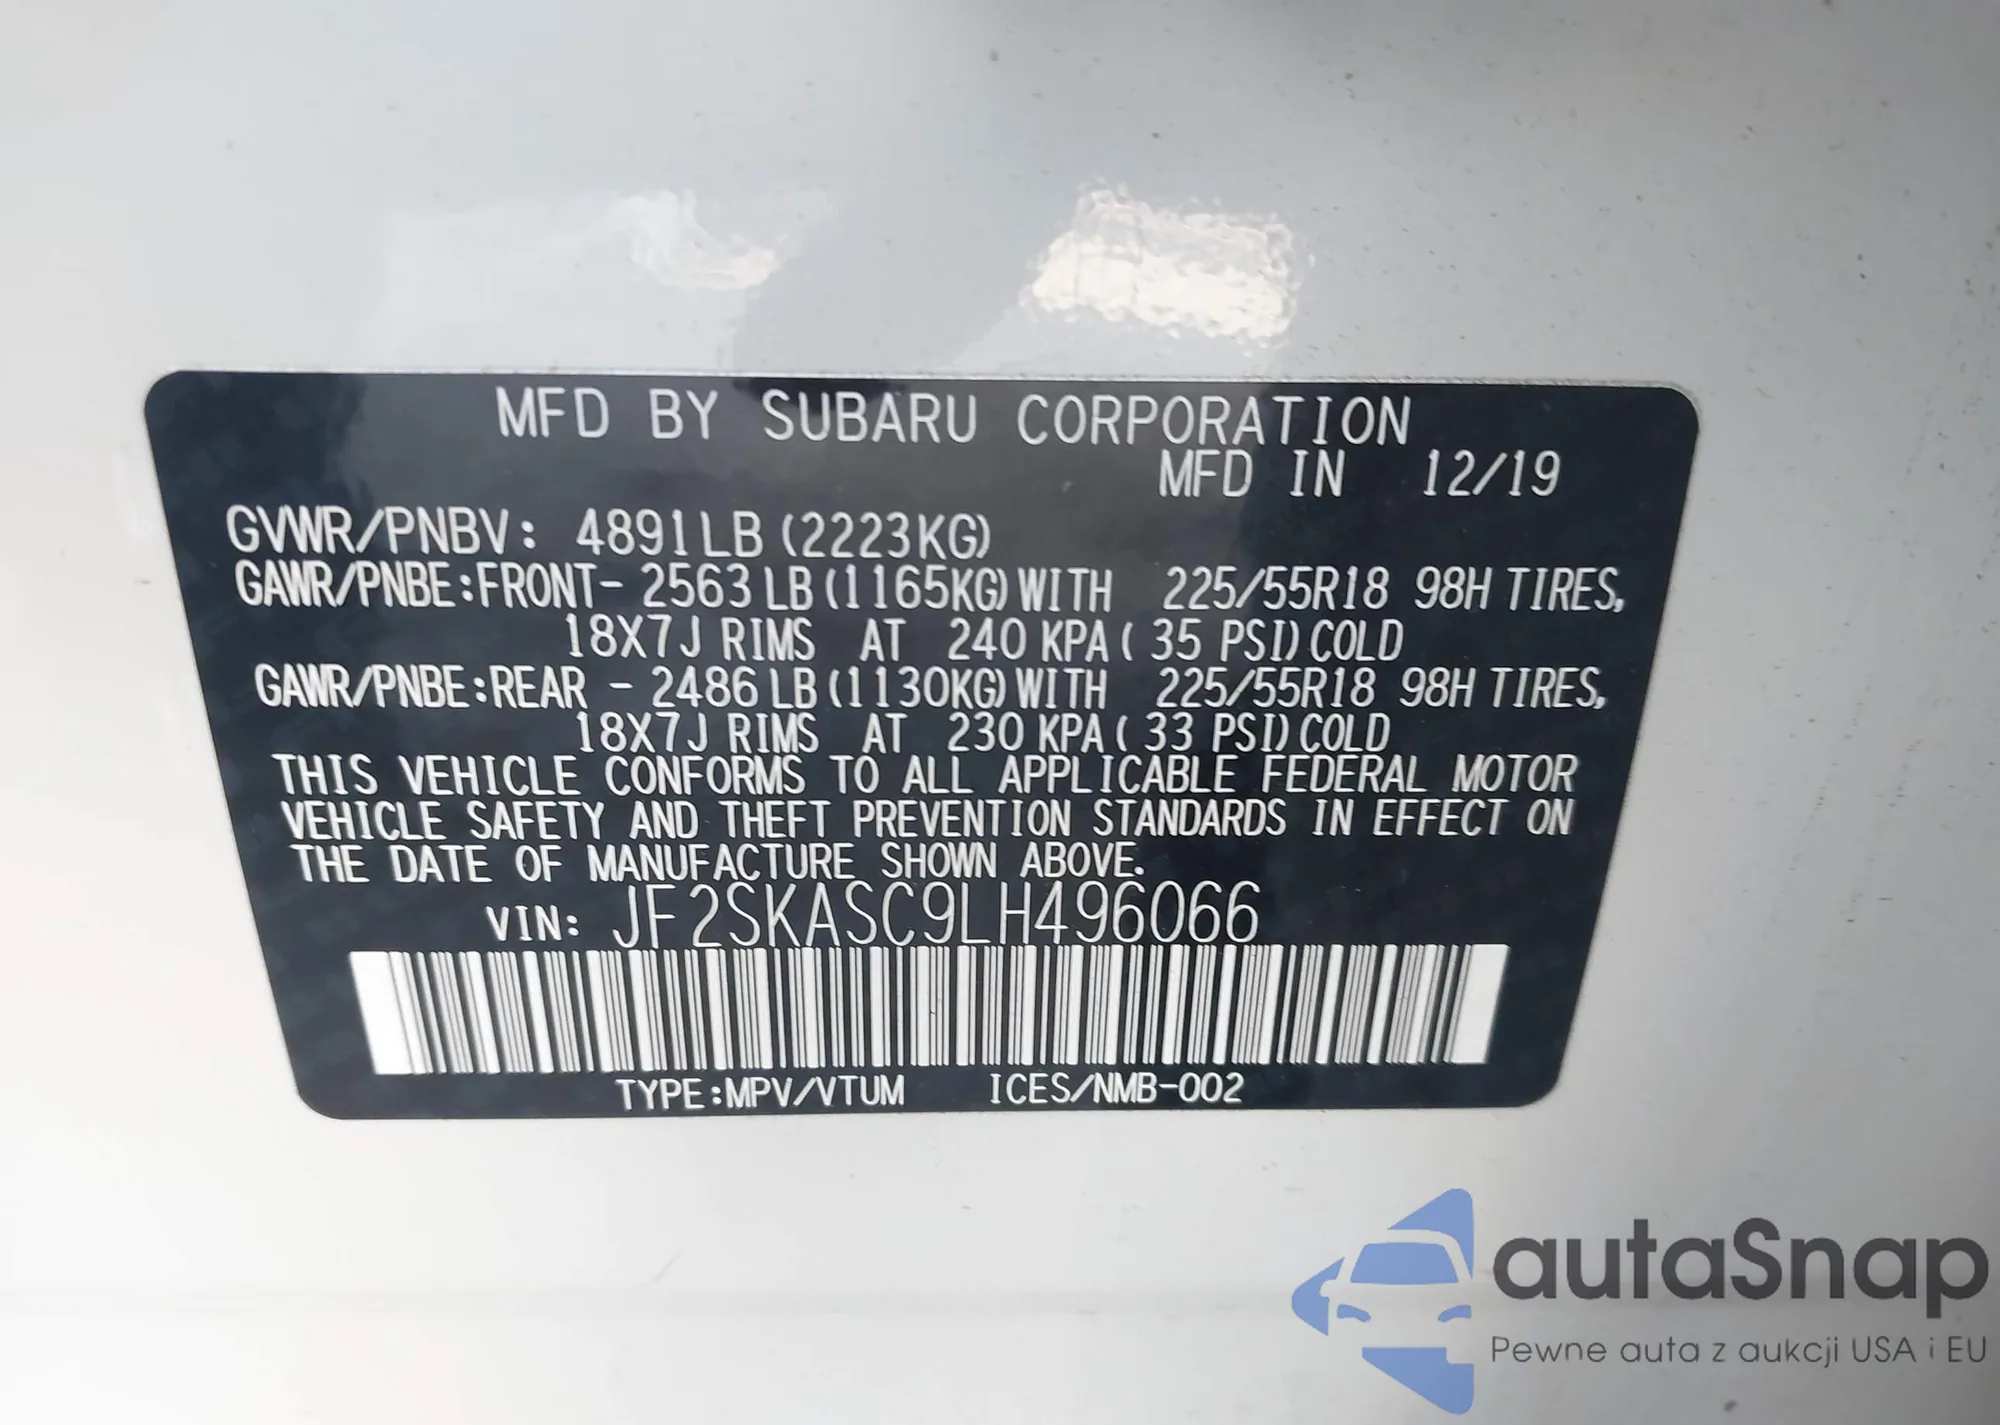 MFD BY SUBARU CORPORATION
MFD IN 12/19
GVWR/PNBV: 4891LB (2223KG)
GAWR/PNBE:FRONT- 2563 LB (1165KG) WITH 225/55R18 98H TIRES,
18X7J RIMS AT 240 KPA ( 35 PSI) COLD
GAWR/PNBE:REAR - 2486 LB (1130KG) WITH 225/55R18 98H TIRES,
18X7J RIMS AT 230 KPA ( 33 PSI) COLD
THIS VEHICLE CONFORMS TO ALL APPLICABLE FEDERAL MOTOR
VEHICLE SAFETY AND THEFT PREVENTION STANDARDS IN EFFECT ON
THE DATE OF MANUFACTURE SHOWN ABOVE.
VIN: JF2SKASC9LH496066
TYPE:MPV/VTUM ICES/NMB-002
autaSnap
Pewne auta z aukcji USA i EU